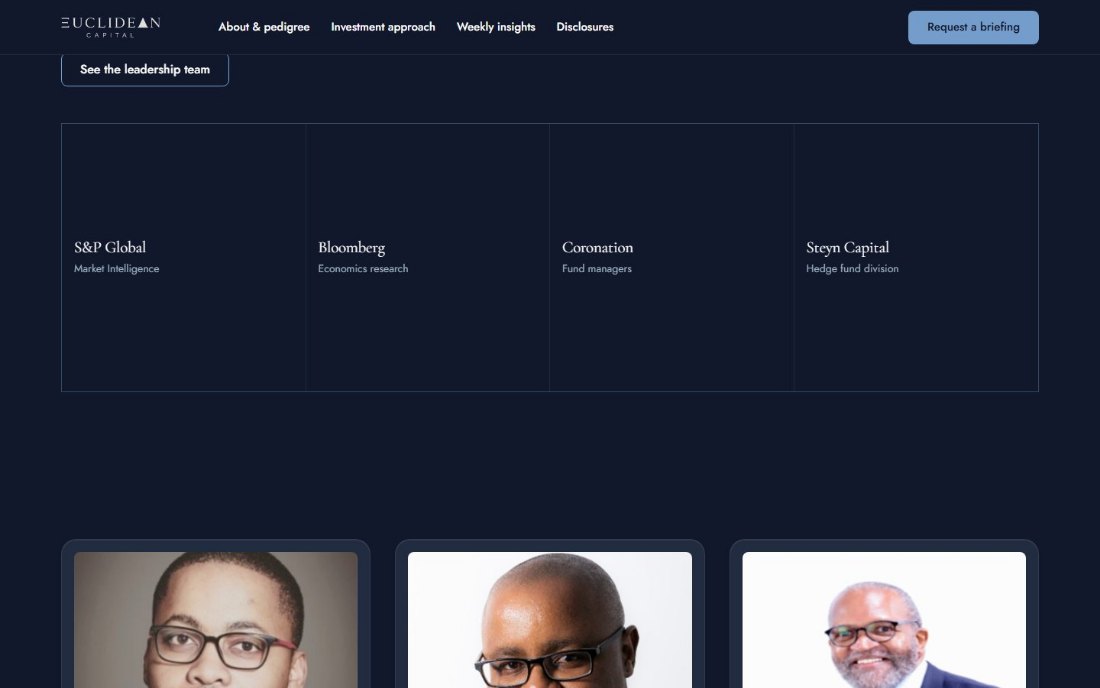 EUCLIDEAN
CAPITAL
About & pedigree
Investment approach
Weekly insights
Disclosures
Request a briefing
See the leadership team
S&P Global
Market Intelligence
Bloomberg
Economics research
Coronation
Fund managers
Steyn Capital
Hedge fund division